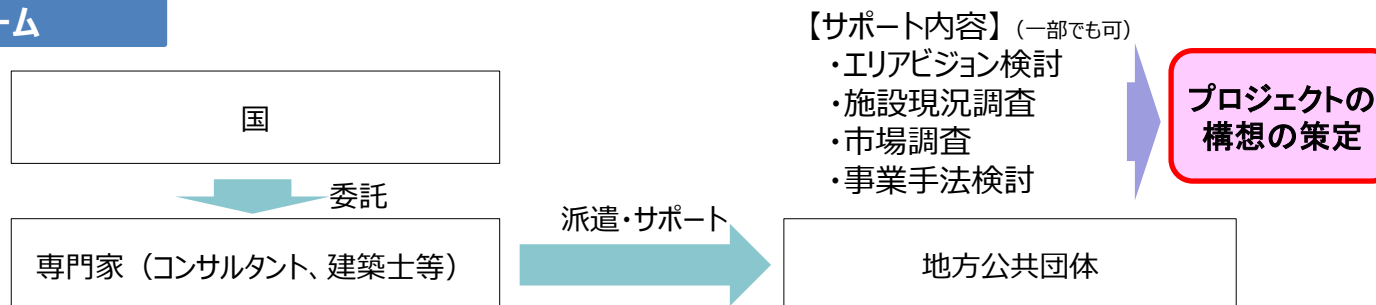 ーム
国
委託
専門家（コンサルタント、建築士等）
派遣・サポート
【サポート内容】（一部でも可）
・エリアビジョン検討
・施設現況調査
・市場調査
・事業手法検討
プロジェクトの
構想の策定
地方公共団体